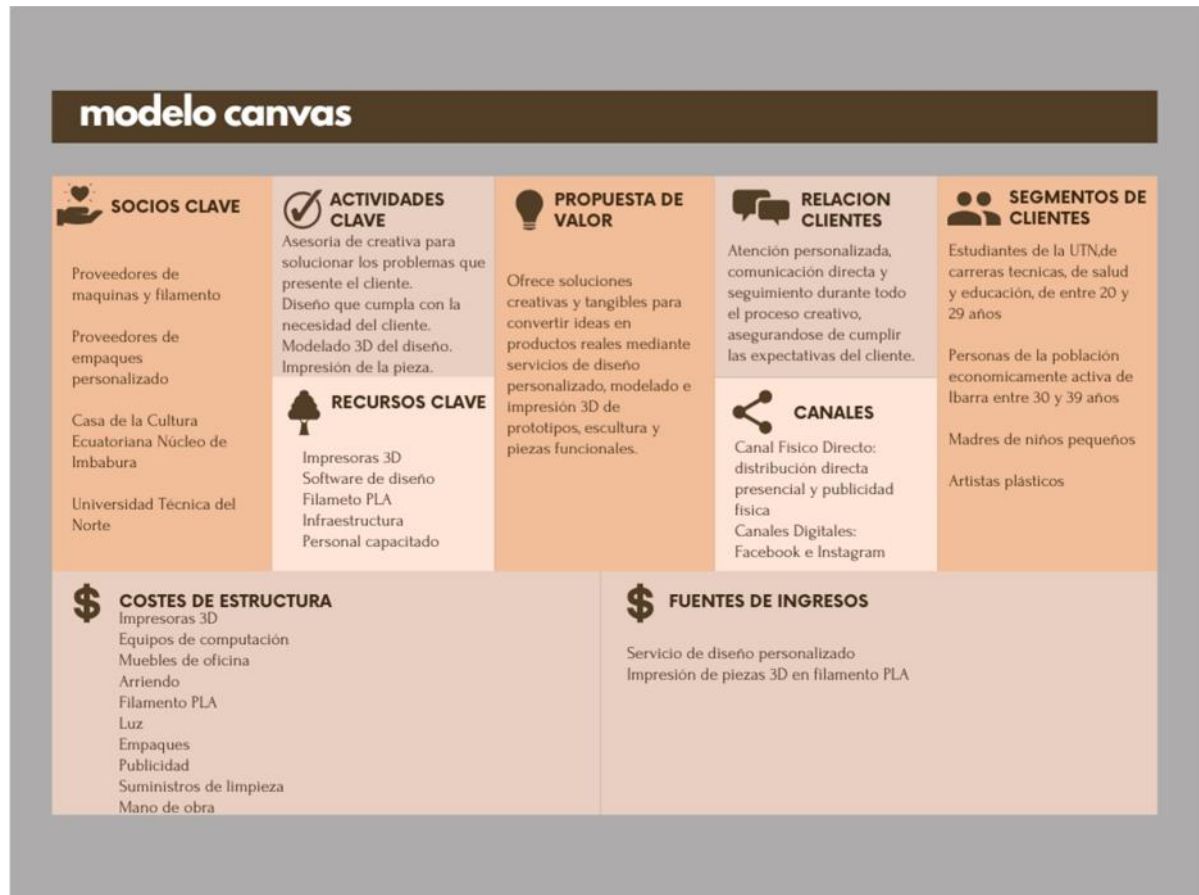 modelo canvas
SOCIOS CLAVE
Proveedores de
maquinas y filamento
Proveedores de
empaques
personalizado
Casa de la Cultura
Ecuatoriana Núcleo de
Imbabura
Universidad Técnica del
Norte
ACTIVIDADES
CLAVE
Asesoria de creativa para
solucionar los problemas que
presente el cliente.
Diseño que cumpla con la
necesidad del cliente.
Modelado 3D del diseño.
Impresión de la pieza.
RECURSOS CLAVE
Impresoras 3D
Software de diseño
Filameto PLA
Infraestructura
Personal capacitado
PROPUESTA DE
VALOR
Ofrece soluciones
creativas y tangibles para
convertir ideas en
productos reales mediante
servicios de diseño
personalizado, modelado e
impresión 3D de
prototipos, escultura y
piezas funcionales.
RELACION
CLIENTES
Atención personalizada,
comunicación directa y
seguimiento durante todo
el proceso creativo,
asegurandose de cumplir
las expectativas del cliente.
CANALES
Canal Fisico Directo:
distribución directa
presencial y publicidad
física
Canales Digitales:
Facebook e Instagram
SEGMENTOS DE
CLIENTES
Estudiantes de la UTN,de
carreras tecnicas, de salud
y educación, de entre 20 y
29 años
Personas de la población
economicamente activa de
Ibarra entre 30 y 39 años
Madres de niños pequeños
Artistas plásticos
$ COSTES DE ESTRUCTURA
Impresoras 3D
Equipos de computación
Muebles de oficina
Arriendo
Filamento PLA
Luz
Empaques
Publicidad
Suministros de limpieza
Mano de obra
$ FUENTES DE INGRESOS
Servicio de diseño personalizado
Impresión de piezas 3D en filamento PLA